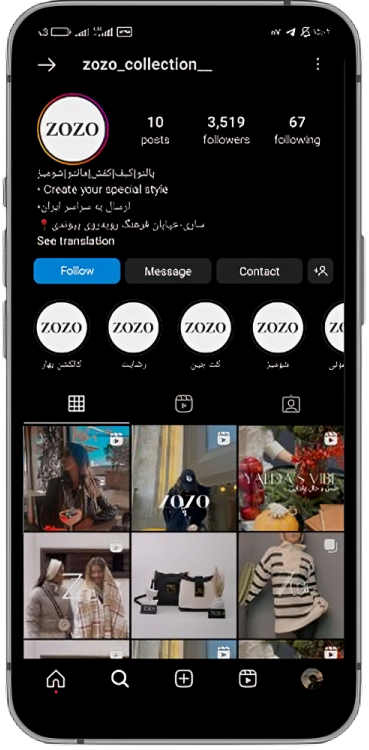 zozo_collection__
ZOZO
10
posts
3,519
followers
67
following
پالتو|کیف|کفش|مانتو|شومیز
• Create your special style
•ارسال به سراسر ایران
ساری-خیابان فرهنگ روبه‌روی پیوندی 📍
See translation
Follow
Message
Contact
ZOZO
ZOZO
ZOZO
ZOZO
کالکشن بهار
رضایت
کت جین
شومیز
ZOZO
YALDA'S VIBE